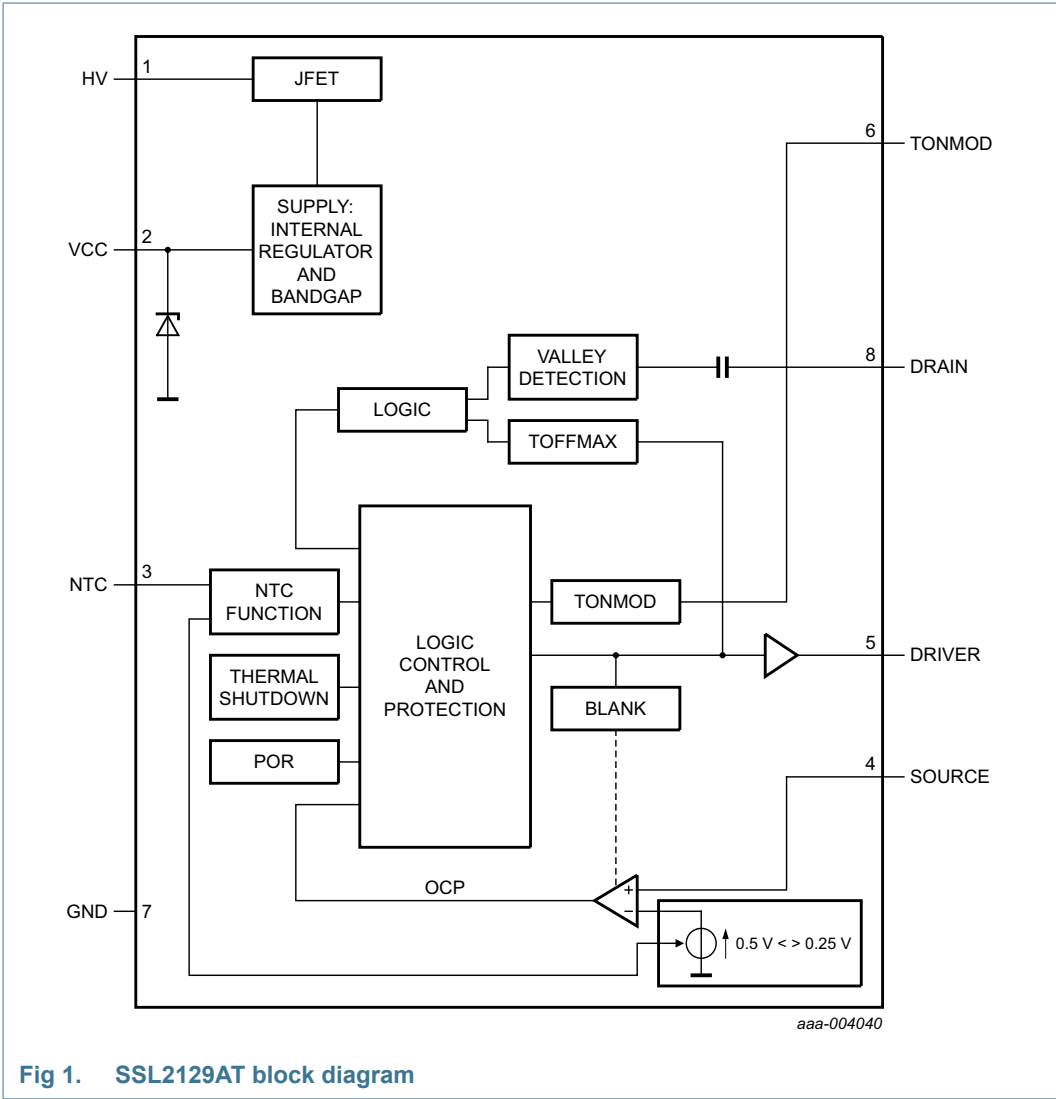 HV
1
JFET
6
TONMOD
SUPPLY:
INTERNAL
REGULATOR
AND
BANDGAP
VCC
2
VALLEY
DETECTION
8
DRAIN
LOGIC
TOFFMAX
NTC
3
NTC
FUNCTION
TONMOD
LOGIC
CONTROL
AND
PROTECTION
5
DRIVER
THERMAL
SHUTDOWN
BLANK
POR
4
SOURCE
OCP
+
−
GND
7
0.5 V < > 0.25 V
aaa-004040
Fig 1. SSL2129AT block diagram